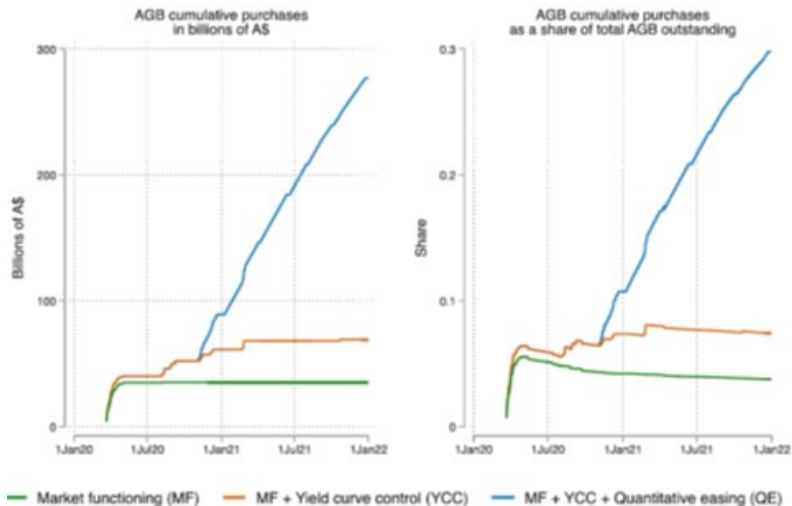 AGB cumulative purchases
in billions of A$
AGB cumulative purchases
as a share of total AGB outstanding
Billions of A$
300
200
100
0
1Jan20
1Jul20
1Jan21
1Jul21
1Jan22
Share
0.3
0.2
0.1
0
1Jan20
1Jul20
1Jan21
1Jul21
1Jan22
Market functioning (MF)
MF + Yield curve control (YCC)
MF + YCC + Quantitative easing (QE)